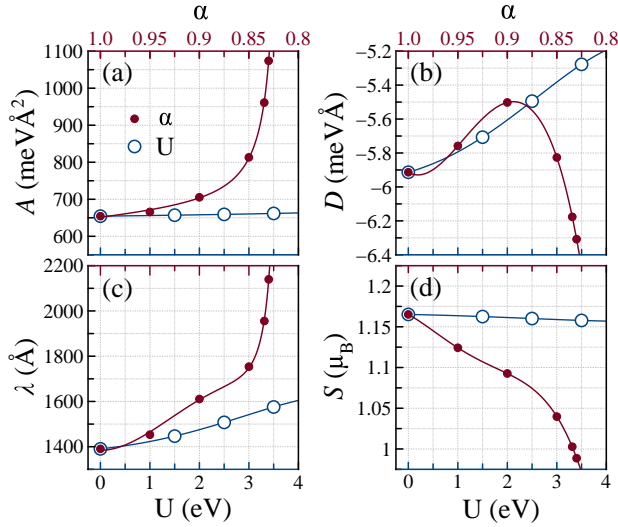 α
α
1.0 0.95 0.9 0.85 0.8
1.0 0.95 0.9 0.85 0.8
(a)
1100
1000
900
800
700
600
A (meVÅ²)
α
U
(b)
-5.2
-5.4
-5.6
-5.8
-6
-6.2
-6.4
D (meVÅ)
(c)
2200
2000
1800
1600
1400
λ (Å)
0 1 2 3 4
U (eV)
(d)
1.2
1.15
1.1
1.05
1
S (μ_B)
0 1 2 3 4
U (eV)